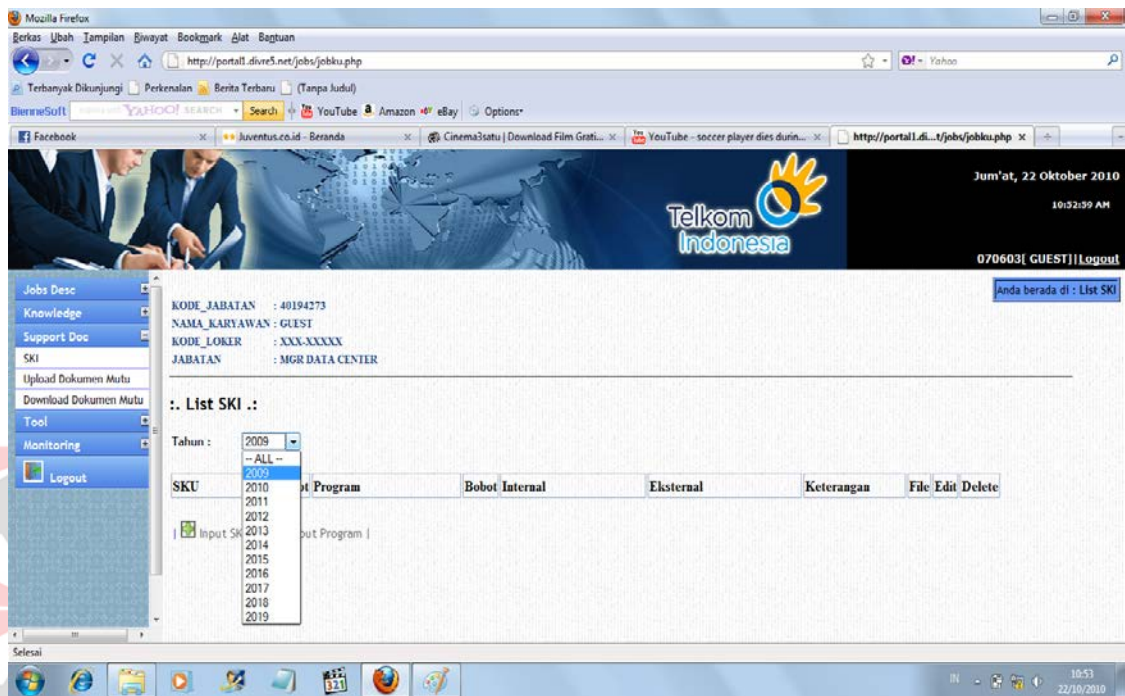 Mozilla Firefox
Berkas Ubah Tampilan Riwayat Bookmark Alat Bantuan
http://portal1.divre5.net/jobs/jobku.php
Yahoo
Terbanyak Dikunjungi Perkenalan Berita Terbaru (Tanpa Judul)
BienneSoft YAHOO! SEARCH Search YouTube Amazon eBay Options
Facebook Juventus.co.id - Beranda Cinema3satu | Download Film Grati... YouTube - soccer player dies durin... http://portal1.di...t/jobs/jobku.php
Telkom
Indonesia
Jum'at, 22 Oktober 2010
10:52:59 AM
070603[ GUEST]|Logout
Anda berada di : List SKI
Jobs Desc
Knowledge
Support Doc
SKI
Upload Dokumen Mutu
Download Dokumen Mutu
Tool
Monitoring
Logout
KODE_JABATAN : 40194273
NAMA_KARYAWAN : GUEST
KODE_LOKER : XXX-XXXXX
JABATAN : MGR DATA CENTER
:. List SKI .:
Tahun : 2009
-- ALL --
2009
2010
2011
2012
2013
2014
2015
2016
2017
2018
2019
SKU Program Bobot Internal Eksternal Keterangan File Edit Delete
| Input Program |
Selesai
IN 10:53
22/10/2010